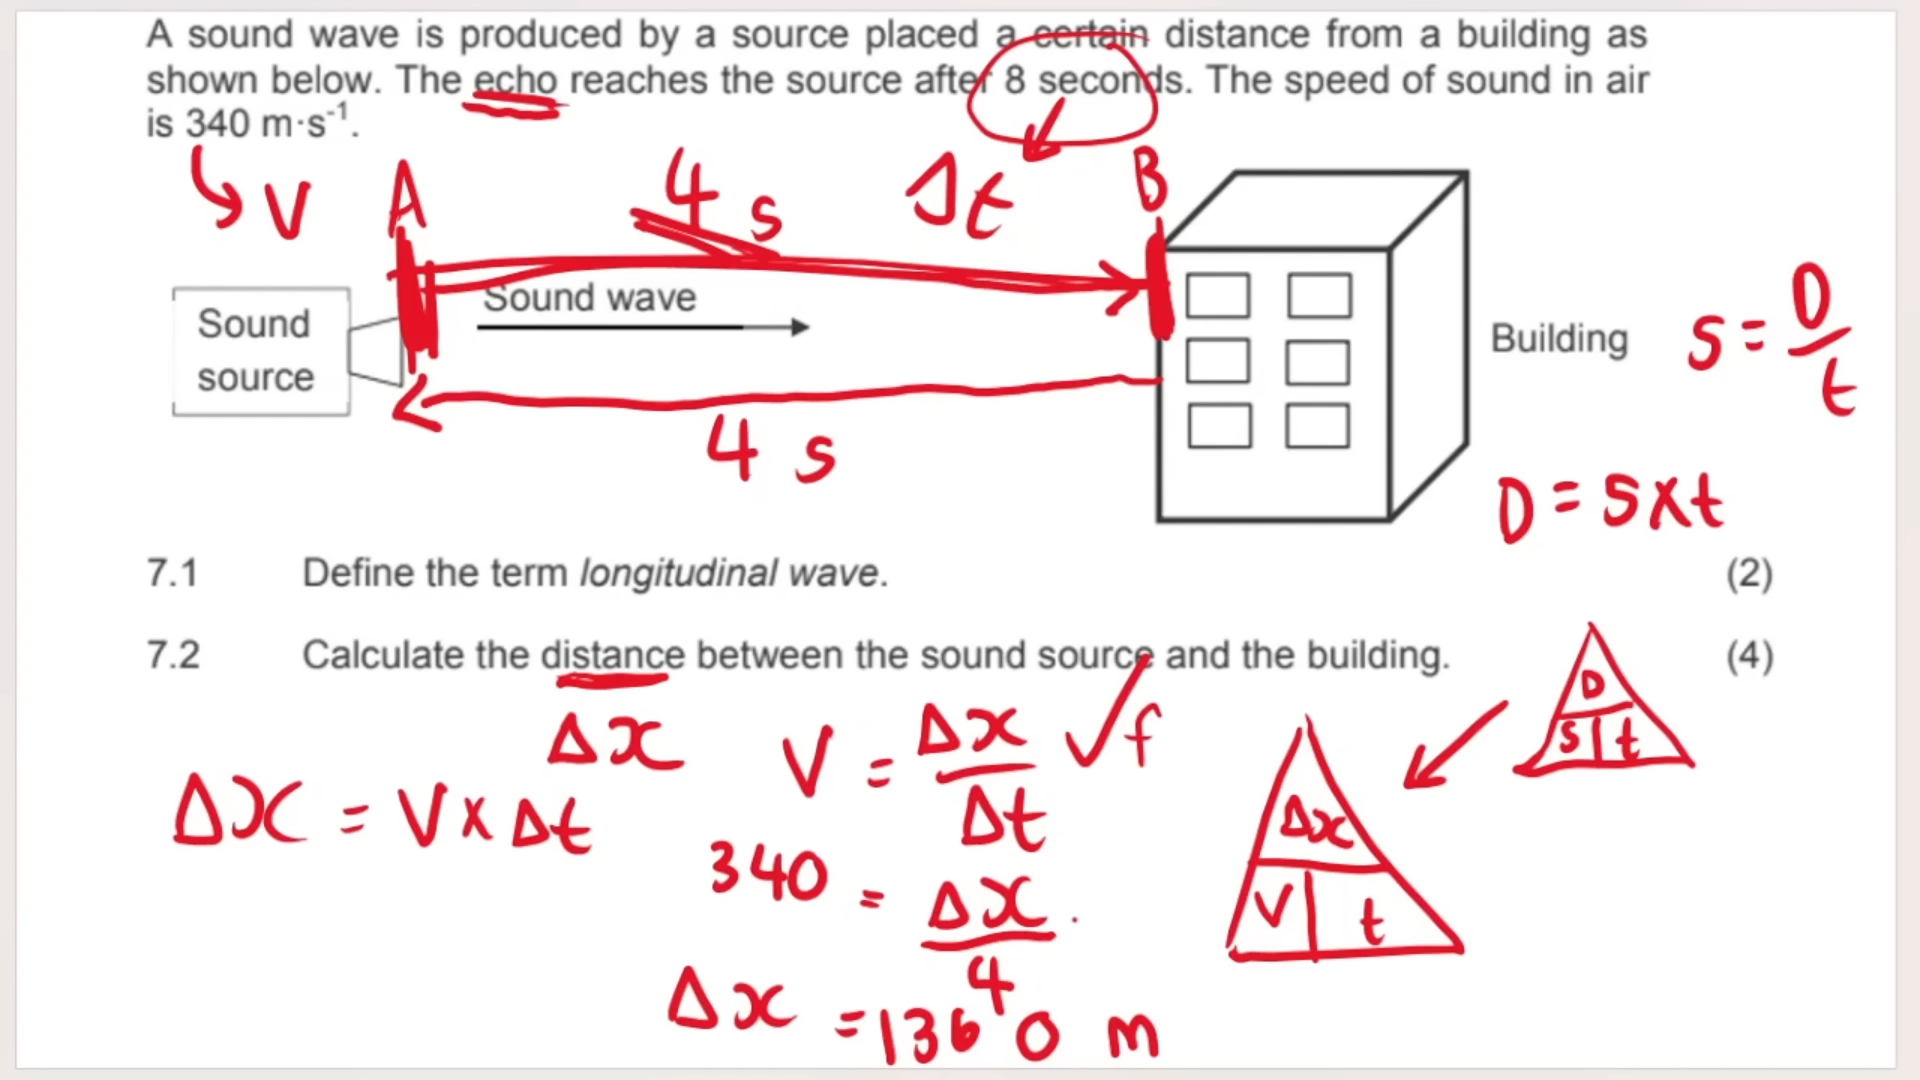 A sound wave is produced by a source placed a certain distance from a building as
shown below. The echo reaches the source after 8 seconds. The speed of sound in air
is 340 m·s⁻¹.
V A 4 s Δt B
Sound wave
Sound
source
Building
S = D/t
4 s
D = S×t
7.1 Define the term longitudinal wave. (2)
7.2 Calculate the distance between the sound source and the building. (4)
Δx
V = Δx/Δt ✓f
D
S t
Δx = V × Δt
340 = Δx/4
Δx
V t
Δx = 1360 m